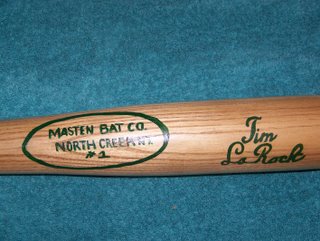 MASTEN BAT CO.
NORTH CREEK N.Y.
#1
Tim
LaRock